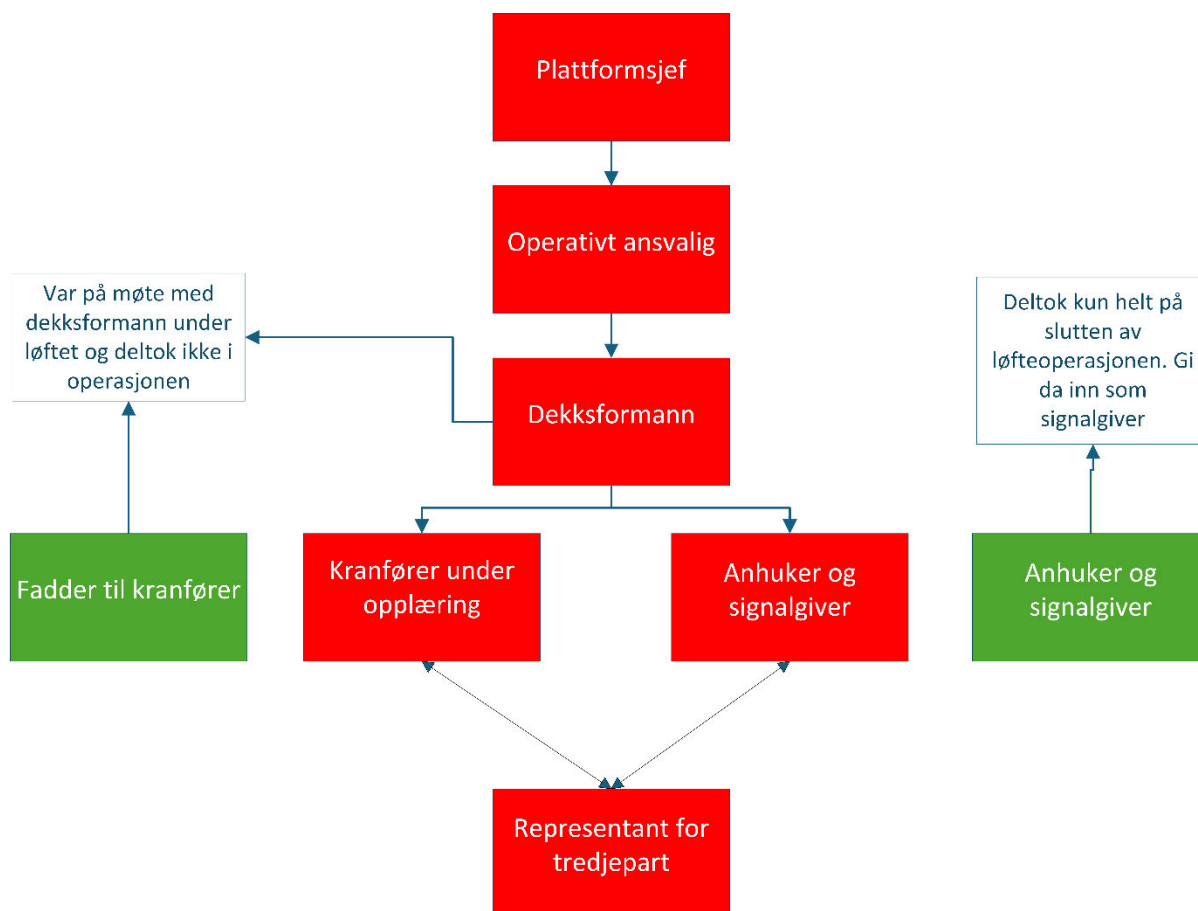 Plattformsjef
Operativt ansvalig
Var på møte med
dekksformann under
løftet og deltok ikke i
operasjonen
Dekksformann
Deltok kun helt på
slutten av
løfteoperasjonen. Gi
da inn som
signalgiver
Fadder til kranfører
Kranfører under
opplæring
Anhuker og
signalgiver
Anhuker og
signalgiver
Representant for
tredjepart